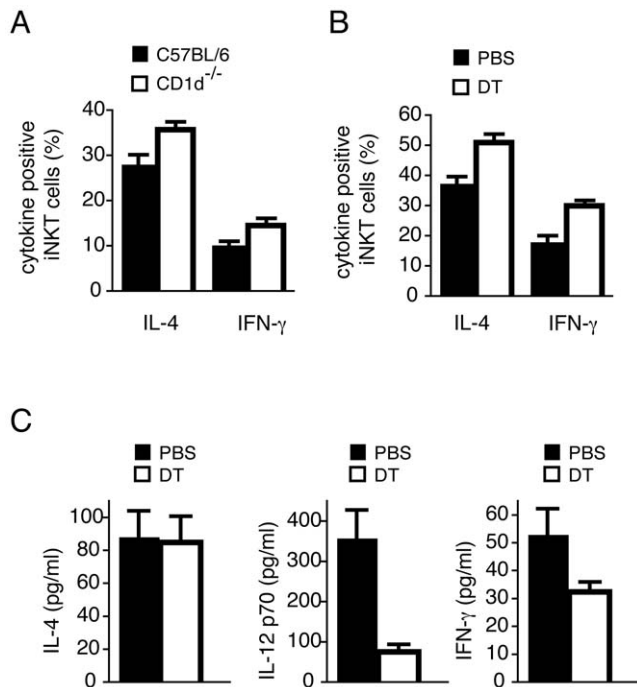 A
C57BL/6
CD1d-/-
cytokine positive
iNKT cells (%)
40
30
20
10
0
IL-4
IFN-γ
B
PBS
DT
cytokine positive
iNKT cells (%)
60
50
40
30
20
10
0
IL-4
IFN-γ
C
PBS
DT
IL-4 (pg/ml)
100
80
60
40
20
0
PBS
DT
IL-12 p70 (pg/ml)
400
300
200
100
0
PBS
DT
IFN-γ (pg/ml)
60
50
40
30
20
10
0